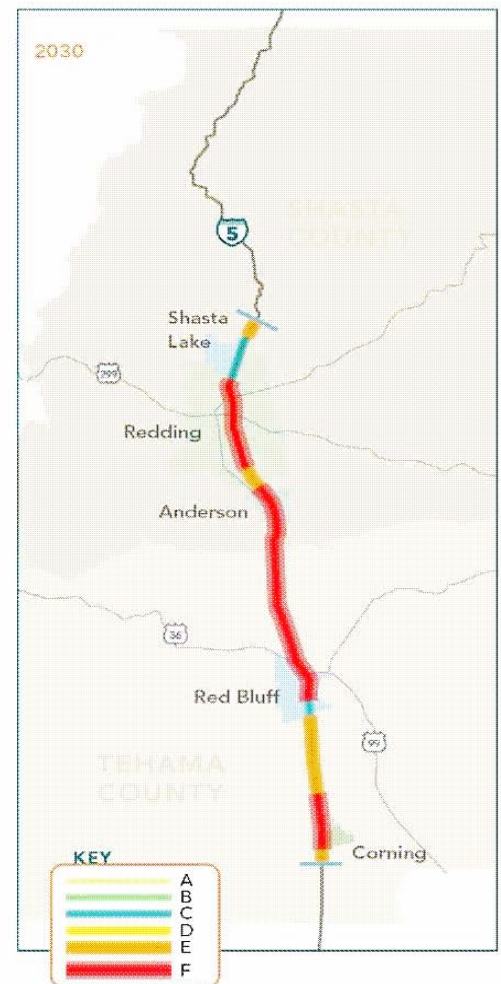 2030
SHASTA
COUNTY
5
Shasta
Lake
299
Redding
Anderson
36
Red Bluff
99
TEHAMA
COUNTY
Corning
KEY
A
B
C
D
E
F